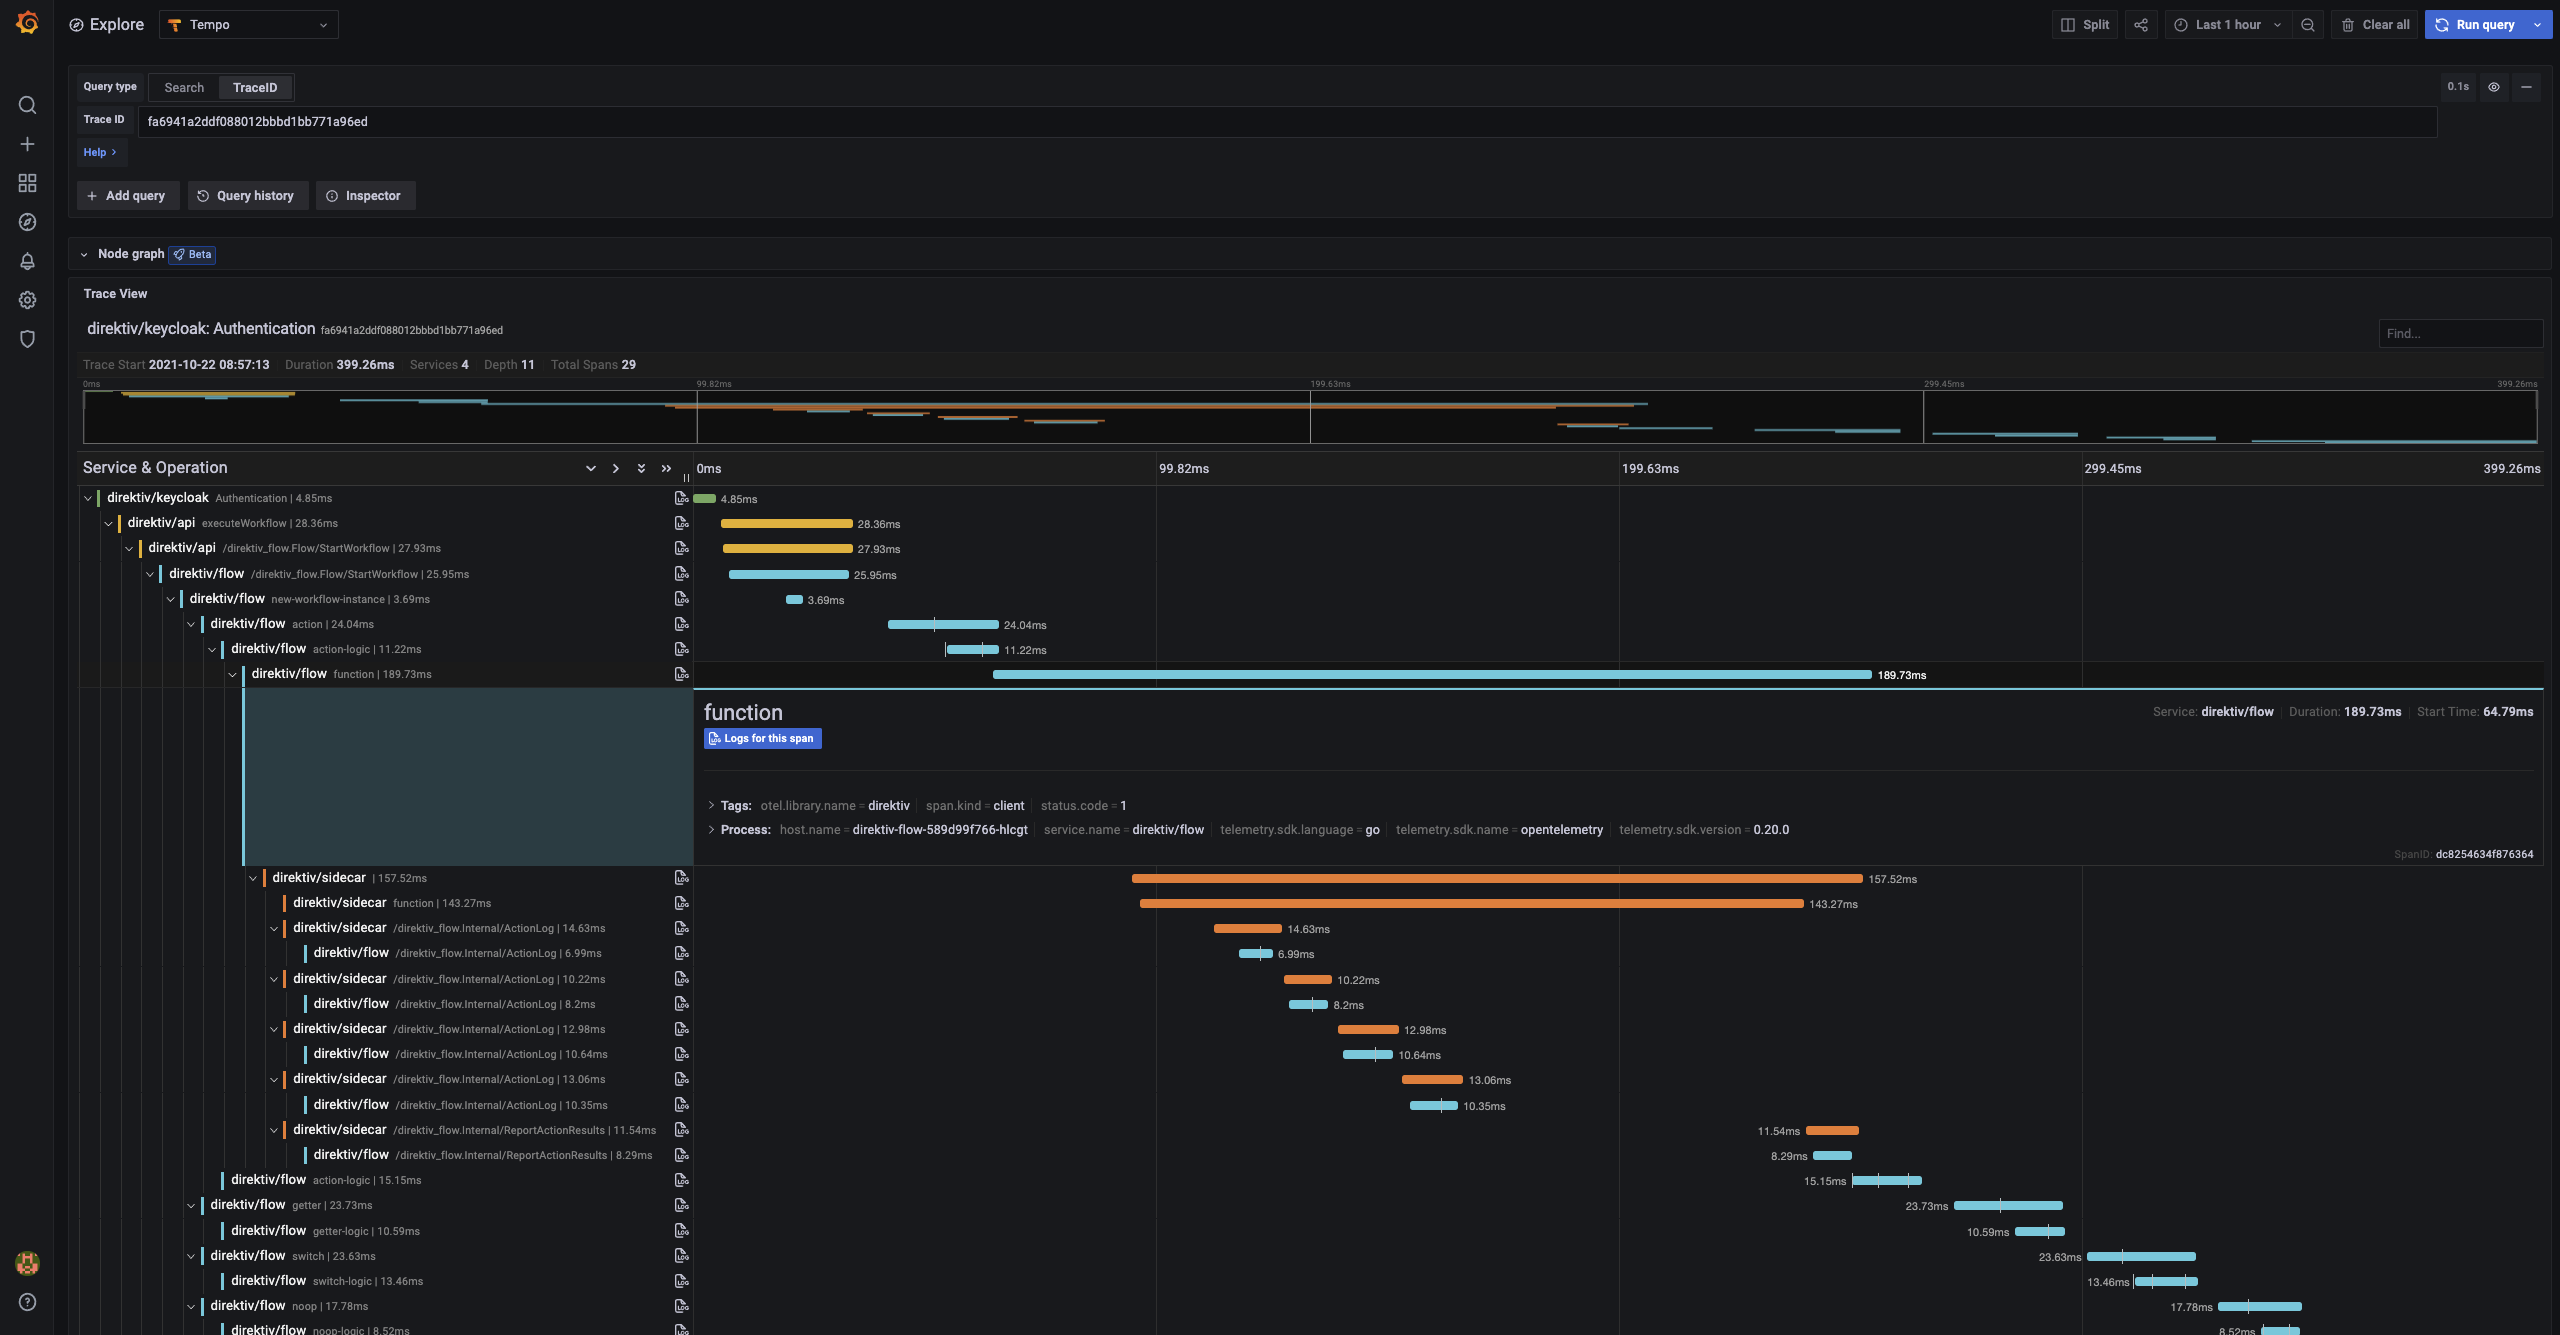 Explore Tempo Split Last 1 hour Clear all Run query
Query type Search TraceID 0.1s
Trace ID fa6941a2ddf088012bbbd1bb771a96ed
Help
Add query Query history Inspector
Node graph Beta
Trace View
direktiv/keycloak: Authentication fa6941a2ddf088012bbbd1bb771a96ed Find...
Trace Start 2021-10-22 08:57:13 Duration 399.26ms Services 4 Depth 11 Total Spans 29
0ms 99.82ms 199.63ms 299.45ms 399.26ms
Service & Operation 0ms 99.82ms 199.63ms 299.45ms 399.26ms
direktiv/keycloak Authentication | 4.85ms 4.85ms
direktiv/api executeWorkflow | 28.36ms 28.36ms
direktiv/api /direktiv_flow.Flow/StartWorkflow | 27.93ms 27.93ms
direktiv/flow /direktiv_flow.Flow/StartWorkflow | 25.95ms 25.95ms
direktiv/flow new-workflow-instance | 3.69ms 3.69ms
direktiv/flow action | 24.04ms 24.04ms
direktiv/flow action-logic | 11.22ms 11.22ms
direktiv/flow function | 189.73ms 189.73ms
function Service: direktiv/flow Duration: 189.73ms Start Time: 64.79ms
Logs for this span
Tags: otel.library.name = direktiv span.kind = client status.code = 1
Process: host.name = direktiv-flow-589d99f766-hlcgt service.name = direktiv/flow telemetry.sdk.language = go telemetry.sdk.name = opentelemetry telemetry.sdk.version = 0.20.0
SpanID: dc8254634f876364
direktiv/sidecar | 157.52ms 157.52ms
direktiv/sidecar function | 143.27ms 143.27ms
direktiv/sidecar /direktiv_flow.Internal/ActionLog | 14.63ms 14.63ms
direktiv/flow /direktiv_flow.Internal/ActionLog | 6.99ms 6.99ms
direktiv/sidecar /direktiv_flow.Internal/ActionLog | 10.22ms 10.22ms
direktiv/flow /direktiv_flow.Internal/ActionLog | 8.2ms 8.2ms
direktiv/sidecar /direktiv_flow.Internal/ActionLog | 12.98ms 12.98ms
direktiv/flow /direktiv_flow.Internal/ActionLog | 10.64ms 10.64ms
direktiv/sidecar /direktiv_flow.Internal/ActionLog | 13.06ms 13.06ms
direktiv/flow /direktiv_flow.Internal/ActionLog | 10.35ms 10.35ms
direktiv/sidecar /direktiv_flow.Internal/ReportActionResults | 11.54ms 11.54ms
direktiv/flow /direktiv_flow.Internal/ReportActionResults | 8.29ms 8.29ms
direktiv/flow action-logic | 15.15ms 15.15ms
direktiv/flow getter | 23.73ms 23.73ms
direktiv/flow getter-logic | 10.59ms 10.59ms
direktiv/flow switch | 23.63ms 23.63ms
direktiv/flow switch-logic | 13.46ms 13.46ms
direktiv/flow noop | 17.78ms 17.78ms
direktiv/flow noop-logic | 8.52ms 8.52ms